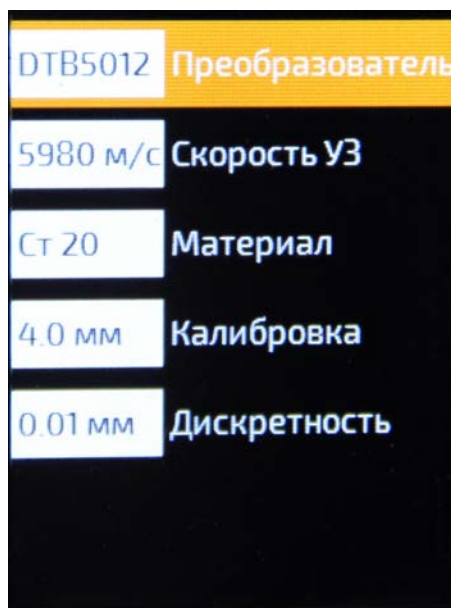 DTB5012 Преобразователь
5980 м/с Скорость УЗ
Ст 20 Материал
4.0 мм Калибровка
0.01 мм Дискретность